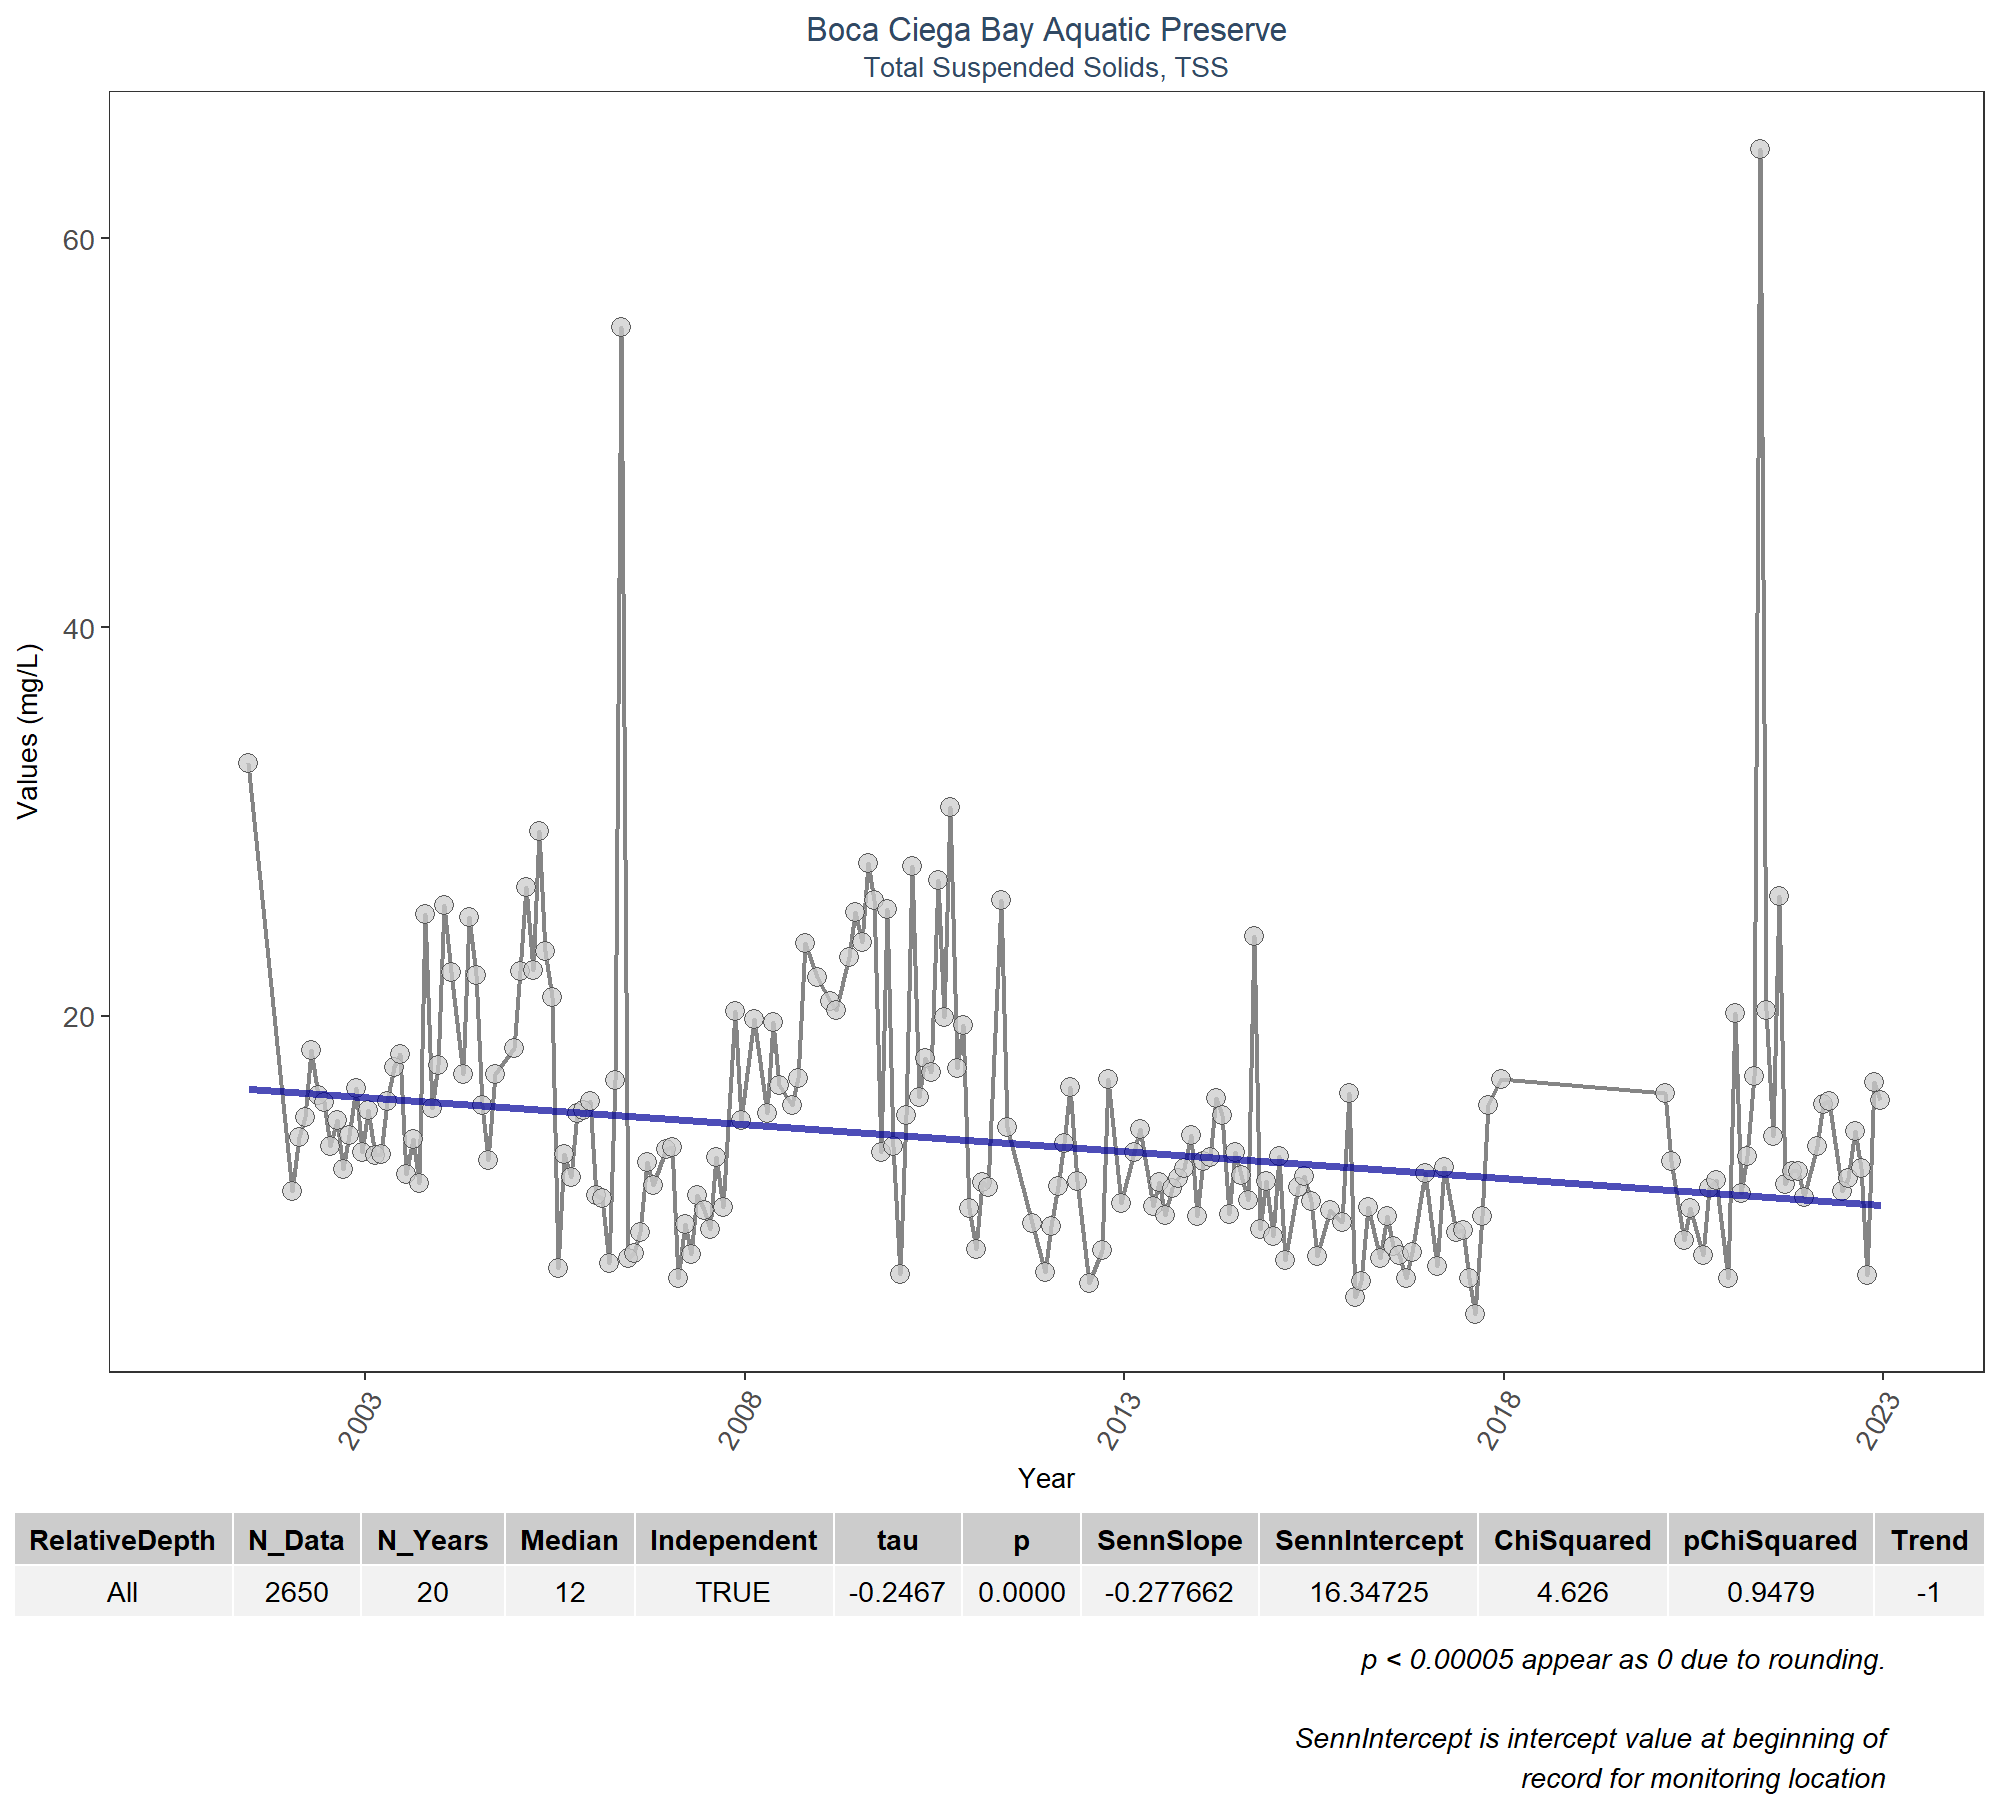 Boca Ciega Bay Aquatic Preserve
Total Suspended Solids, TSS
60
40
20
Values (mg/L)
2003 2008 2013 2018 2023
Year
RelativeDepth N_Data N_Years Median Independent tau p SennSlope SennIntercept ChiSquared pChiSquared Trend
All 2650 20 12 TRUE -0.2467 0.0000 -0.277662 16.34725 4.626 0.9479 -1
p < 0.00005 appear as 0 due to rounding.
SennIntercept is intercept value at beginning of
record for monitoring location